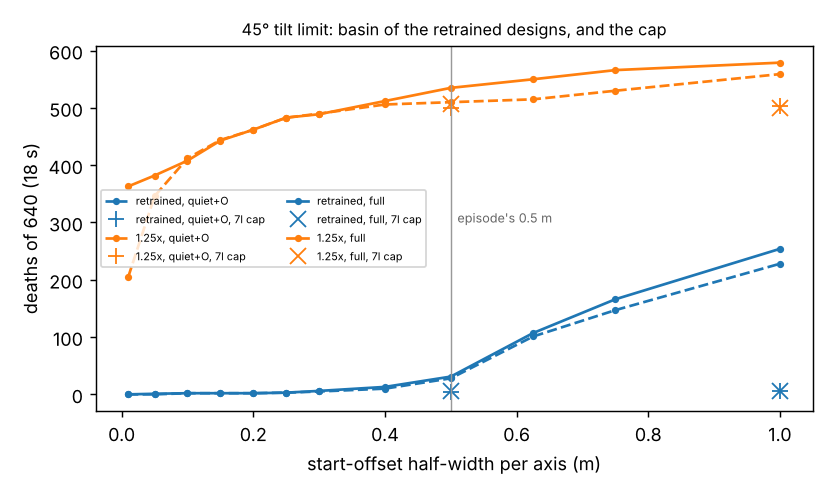 45° tilt limit: basin of the retrained designs, and the cap
600
500
400
300
200
100
0
deaths of 640 (18 s)
retrained, quiet+O
retrained, quiet+O, 7l cap
1.25x, quiet+O
1.25x, quiet+O, 7l cap
retrained, full
retrained, full, 7l cap
1.25x, full
1.25x, full, 7l cap
episode's 0.5 m
0.0 0.2 0.4 0.6 0.8 1.0
start-offset half-width per axis (m)